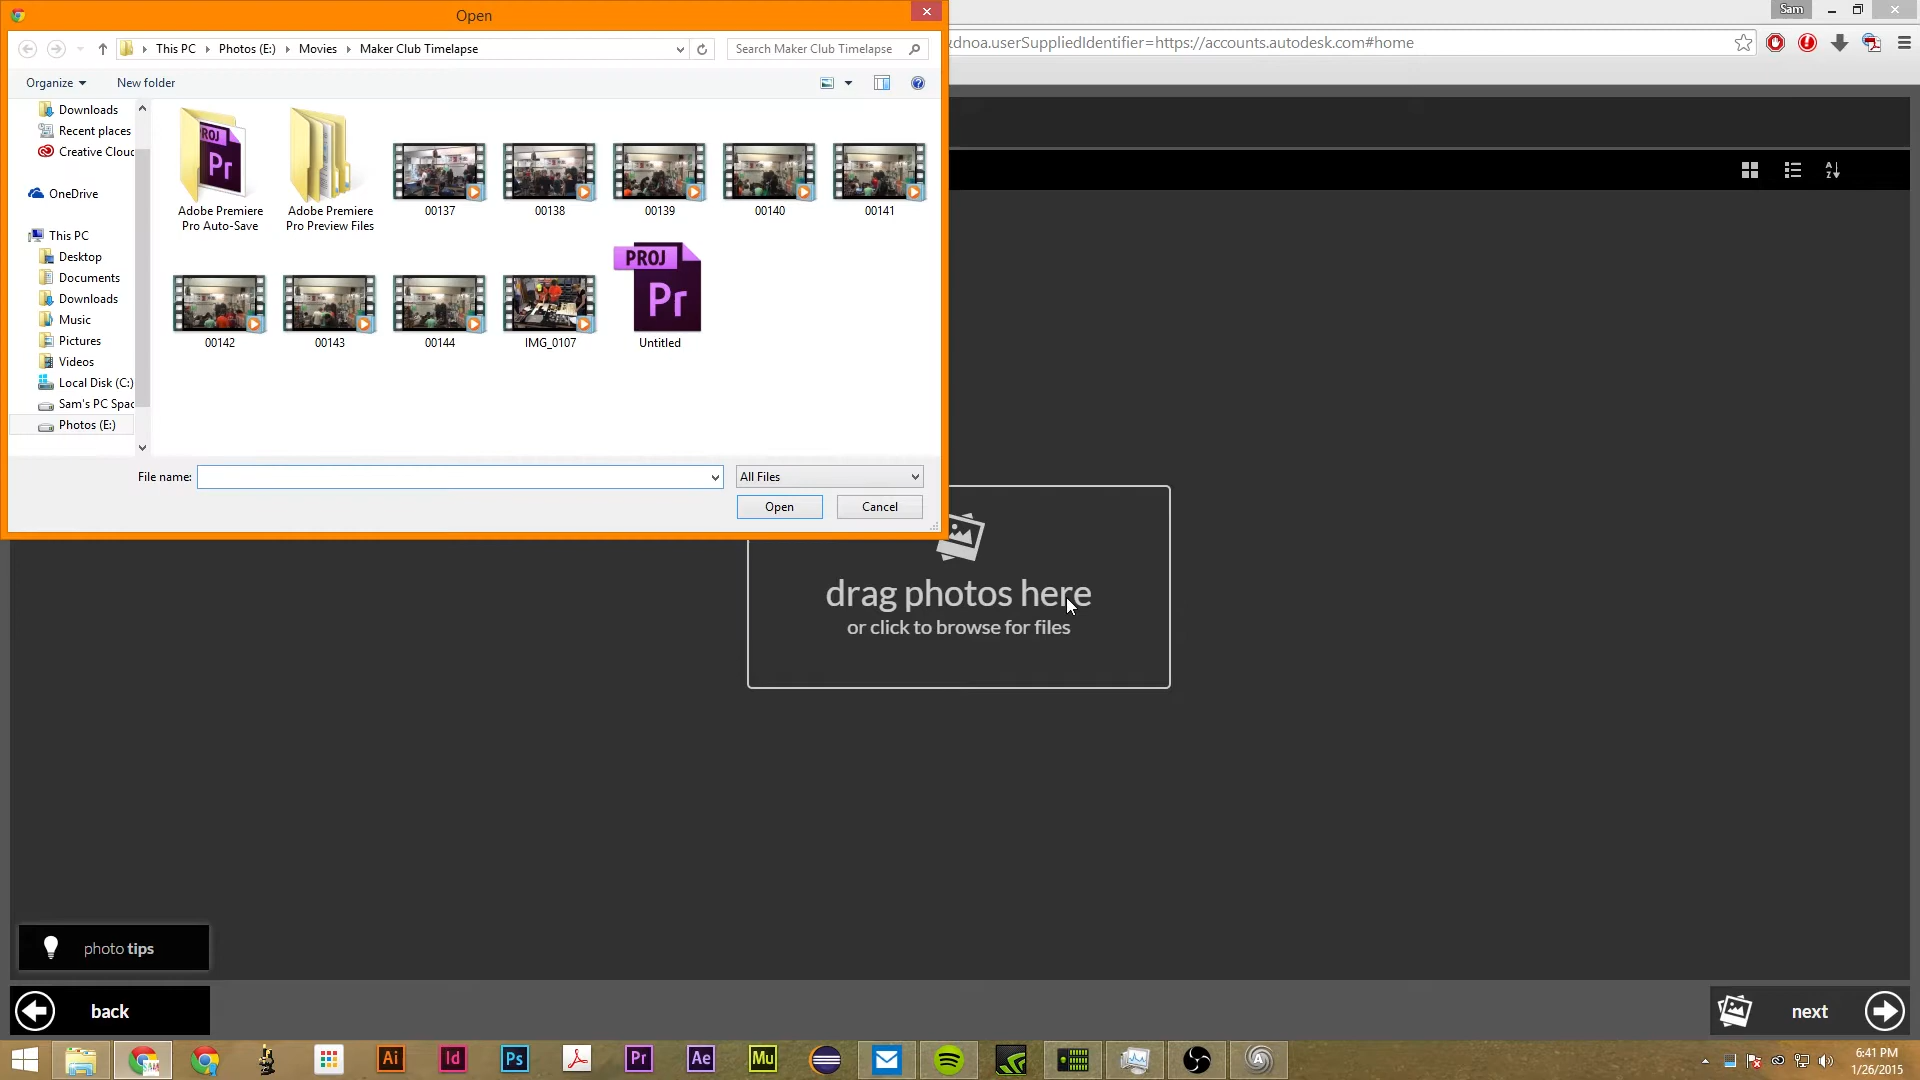 Open
Sam
This PC Photos (E:) Movies Maker Club Timelapse
Search Maker Club Timelapse
dnoa.userSuppliedIdentifier=https://accounts.autodesk.com#home
Organize
New folder
Downloads
Recent places
Creative Clouc
OneDrive
This PC
Desktop
Documents
Downloads
Music
Pictures
Videos
Local Disk (C:)
Sam's PC Spac
Photos (E:)
PROJ
Pr
Adobe Premiere
Pro Auto-Save
Adobe Premiere
Pro Preview Files
00137
00138
00139
00140
00141
00142
00143
00144
IMG_0107
PROJ
Pr
Untitled
File name:
All Files
Open
Cancel
drag photos here
or click to browse for files
photo tips
back
next
SAM
Ai
Id
Ps
Pr
Ae
Mu
6:41 PM
1/26/2015